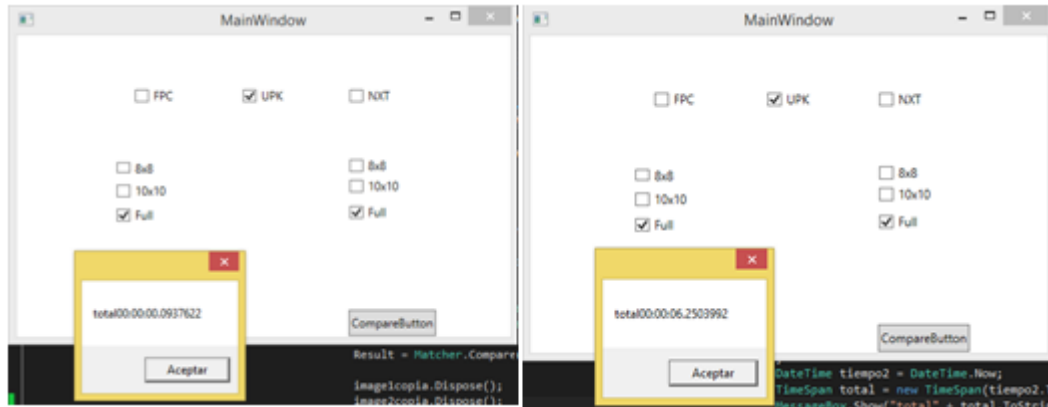 MainWindow
FPC
UPK
NXT
8x8
10x10
Full
8x8
10x10
Full
total00:00:00.0937622
Aceptar
CompareButton
Result = Matcher.Compare
image1copia.Dispose();
image2copia.Dispose();
MainWindow
FPC
UPK
NXT
8x8
10x10
Full
8x8
10x10
Full
total00:00:06.2503992
Aceptar
CompareButton
DateTime tiempo2 = DateTime.Now;
TimeSpan total = new TimeSpan(tiempo2.
MessageBox.Show("total" + total.ToStri